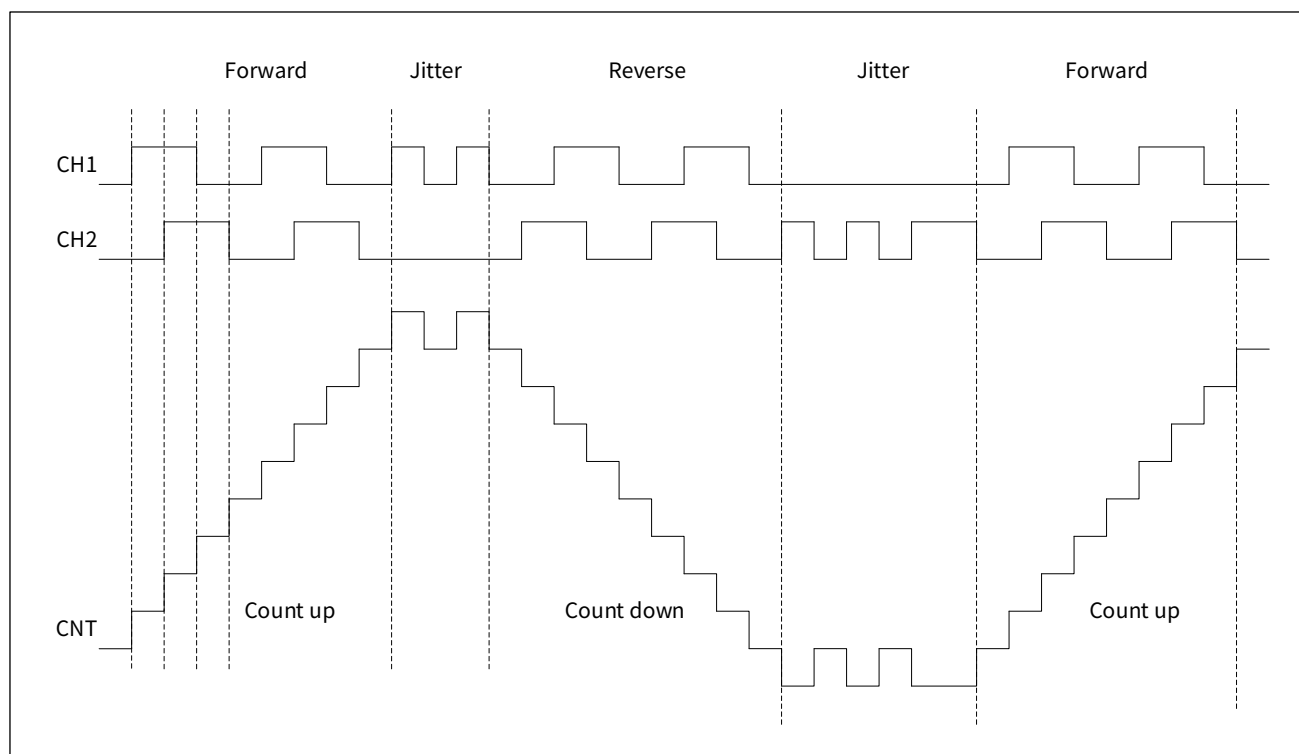 Forward Jitter Reverse Jitter Forward
CH1
CH2
Count up Count down Count up
CNT